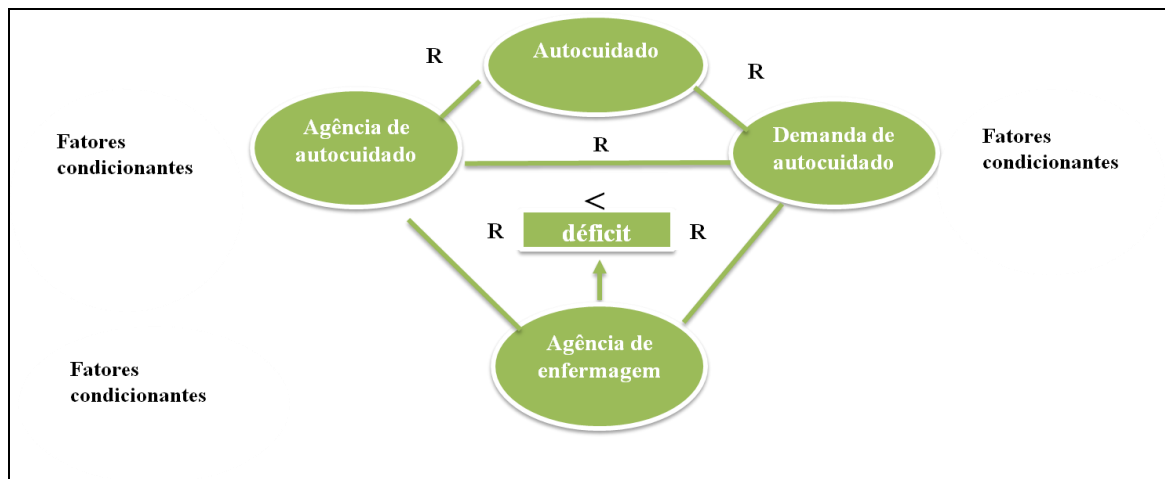 R
Autocuidado
R
Agência de
autocuidado
Demanda de
autocuidado
Fatores
condicionantes
Fatores
condicionantes
R
<
R
déficit
R
Agência de
enfermagem
Fatores
condicionantes